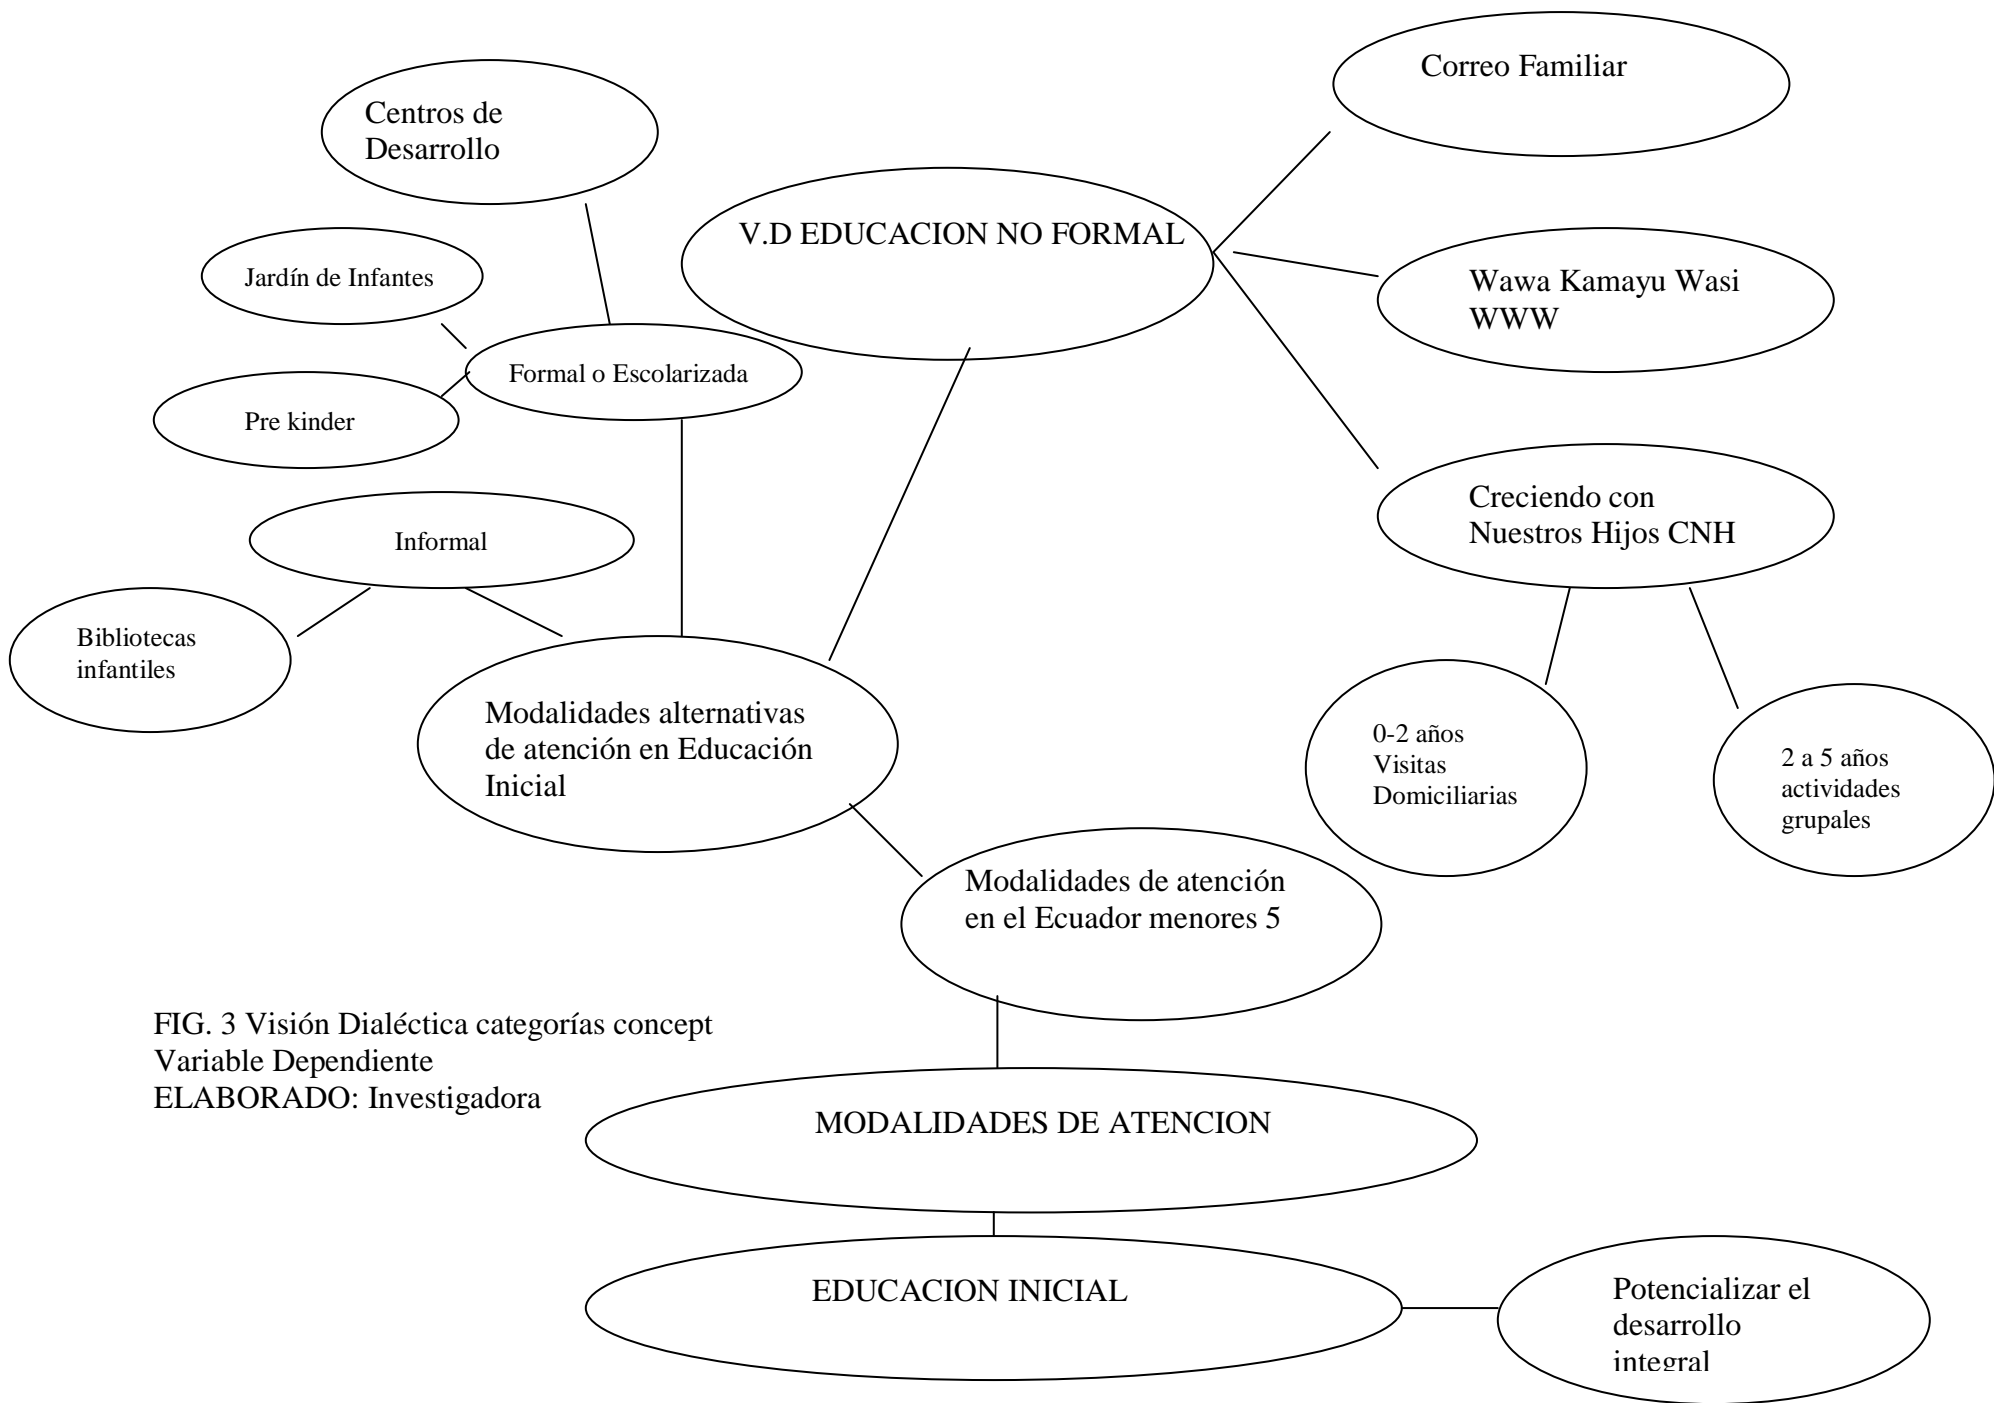 Correo Familiar
Centros de
Desarrollo
V.D EDUCACION NO FORMAL
Jardín de Infantes
Wawa Kamayu Wasi
WWW
Formal o Escolarizada
Pre kinder
Creciendo con
Nuestros Hijos CNH
Informal
Bibliotecas
infantiles
Modalidades alternativas
de atención en Educación
Inicial
0-2 años
Visitas
Domiciliarias
2 a 5 años
actividades
grupales
Modalidades de atención
en el Ecuador menores 5
FIG. 3 Visión Dialéctica categorías concept
Variable Dependiente
ELABORADO: Investigadora
MODALIDADES DE ATENCION
EDUCACION INICIAL
Potencializar el
desarrollo
integral